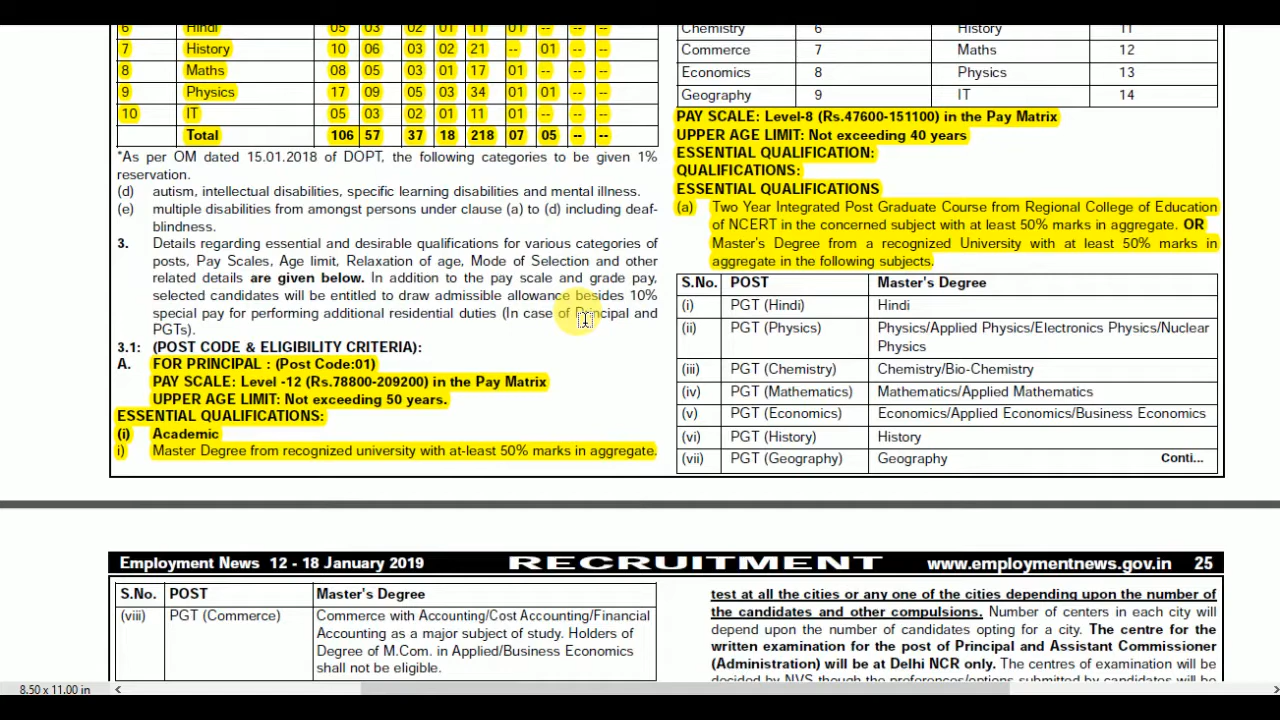 6 Hindi 05 03 02 01 11 01 -- -- --
7 History 10 06 03 02 21 -- 01 -- --
8 Maths 08 05 03 01 17 01 -- -- --
9 Physics 17 09 05 03 34 01 01 -- --
10 IT 05 03 02 01 11 01 -- -- --
Total 106 57 37 18 218 07 05 -- --
*As per OM dated 15.01.2018 of DOPT, the following categories to be given 1%
reservation.
(d) autism, intellectual disabilities, specific learning disabilities and mental illness.
(e) multiple disabilities from amongst persons under clause (a) to (d) including deaf-
blindness.
3. Details regarding essential and desirable qualifications for various categories of
posts, Pay Scales, Age limit, Relaxation of age, Mode of Selection and other
related details are given below. In addition to the pay scale and grade pay,
selected candidates will be entitled to draw admissible allowance besides 10%
special pay for performing additional residential duties (In case of Principal and
PGTs).
3.1: (POST CODE & ELIGIBILITY CRITERIA):
A. FOR PRINCIPAL : (Post Code:01)
PAY SCALE: Level -12 (Rs.78800-209200) in the Pay Matrix
UPPER AGE LIMIT: Not exceeding 50 years.
ESSENTIAL QUALIFICATIONS:
(i) Academic
i) Master Degree from recognized university with at-least 50% marks in aggregate.
Chemistry 6 History 11
Commerce 7 Maths 12
Economics 8 Physics 13
Geography 9 IT 14
PAY SCALE: Level-8 (Rs.47600-151100) in the Pay Matrix
UPPER AGE LIMIT: Not exceeding 40 years
ESSENTIAL QUALIFICATION:
QUALIFICATIONS:
ESSENTIAL QUALIFICATIONS
(a) Two Year Integrated Post Graduate Course from Regional College of Education
of NCERT in the concerned subject with at least 50% marks in aggregate. OR
Master's Degree from a recognized University with at least 50% marks in
aggregate in the following subjects.
S.No. POST Master's Degree
(i) PGT (Hindi) Hindi
(ii) PGT (Physics) Physics/Applied Physics/Electronics Physics/Nuclear
Physics
(iii) PGT (Chemistry) Chemistry/Bio-Chemistry
(iv) PGT (Mathematics) Mathematics/Applied Mathematics
(v) PGT (Economics) Economics/Applied Economics/Business Economics
(vi) PGT (History) History
(vii) PGT (Geography) Geography Conti...
Employment News 12 - 18 January 2019 RECRUITMENT www.employmentnews.gov.in 25
S.No. POST Master's Degree
(viii) PGT (Commerce) Commerce with Accounting/Cost Accounting/Financial
Accounting as a major subject of study. Holders of
Degree of M.Com. in Applied/Business Economics
shall not be eligible.
test at all the cities or any one of the cities depending upon the number of
the candidates and other compulsions. Number of centers in each city will
depend upon the number of candidates opting for a city. The centre for the
written examination for the post of Principal and Assistant Commissioner
(Administration) will be at Delhi NCR only. The centres of examination will be
decided by NVS though the preferences/options submitted by candidates will be
8.50 x 11.00 in